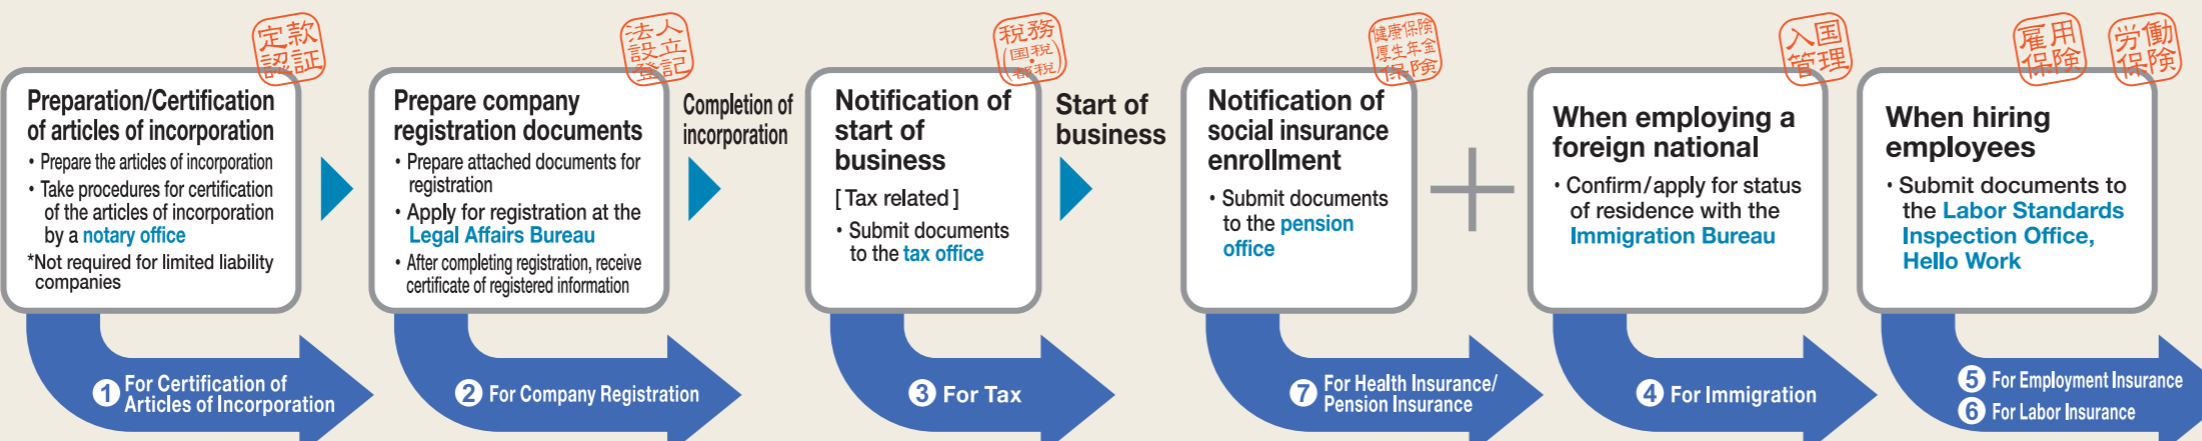 定款
認証
Preparation/Certification
of articles of incorporation
・Prepare the articles of incorporation
・Take procedures for certification
of the articles of incorporation
by a notary office
*Not required for limited liability
companies
❶ For Certification of
Articles of Incorporation
法人
設立
登記
Prepare company
registration documents
・Prepare attached documents for
registration
・Apply for registration at the
Legal Affairs Bureau
・After completing registration, receive
certificate of registered information
❷ For Company Registration
Completion of
incorporation
税務
(国税・
都税)
Notification of
start of
business
[Tax related]
・Submit documents
to the tax office
❸ For Tax
Start of
business
健康保険
厚生年金
保険
Notification of
social insurance
enrollment
・Submit documents
to the pension
office
❼ For Health Insurance/
Pension Insurance
入国
管理
When employing a
foreign national
・Confirm/apply for status
of residence with the
Immigration Bureau
❹ For Immigration
雇用
保険
労働
保険
When hiring
employees
・Submit documents to
the Labor Standards
Inspection Office,
Hello Work
❺ For Employment Insurance
❻ For Labor Insurance